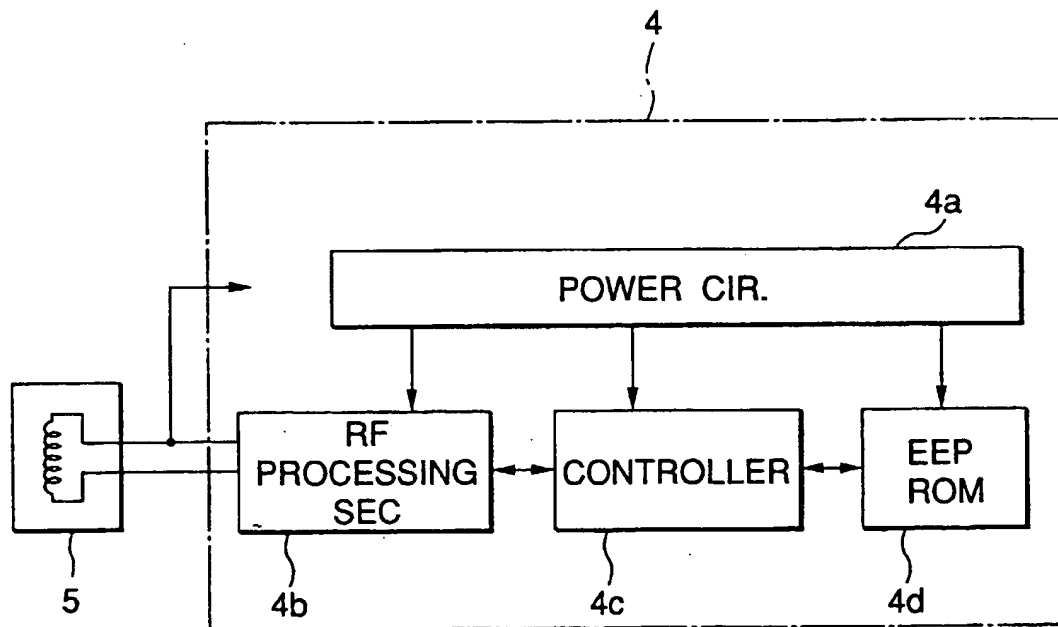 4
4a
POWER CIR.
RF
PROCESSING
SEC
CONTROLLER
EEP
ROM
5
4b
4c
4d